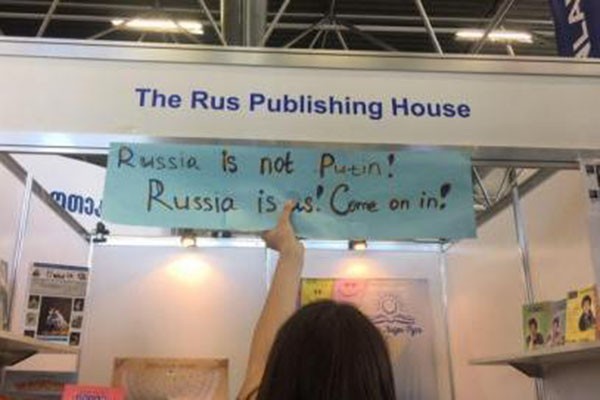 The Rus Publishing House
Russia is not Putin!
Russia is us! Come on in!